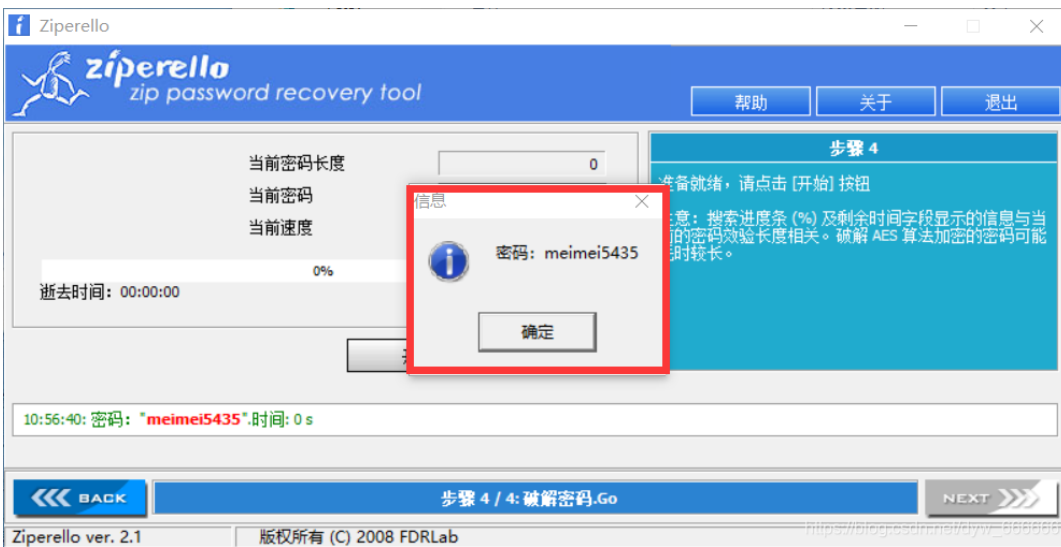 Ziperello
ziperello
zip password recovery tool
帮助
关于
退出
当前密码长度
0
当前密码
当前速度
0%
逝去时间：00:00:00
步骤 4
准备就绪，请点击 [开始] 按钮
意：搜索进度条 (%) 及剩余时间字段显示的信息与当
的密码效验长度相关。破解 AES 算法加密的密码可能
时较长。
信息
密码：meimei5435
确定
10:56:40: 密码："meimei5435".时间: 0 s
BACK
步骤 4 / 4: 破解密码.Go
NEXT
Ziperello ver. 2.1
版权所有 (C) 2008 FDRLab